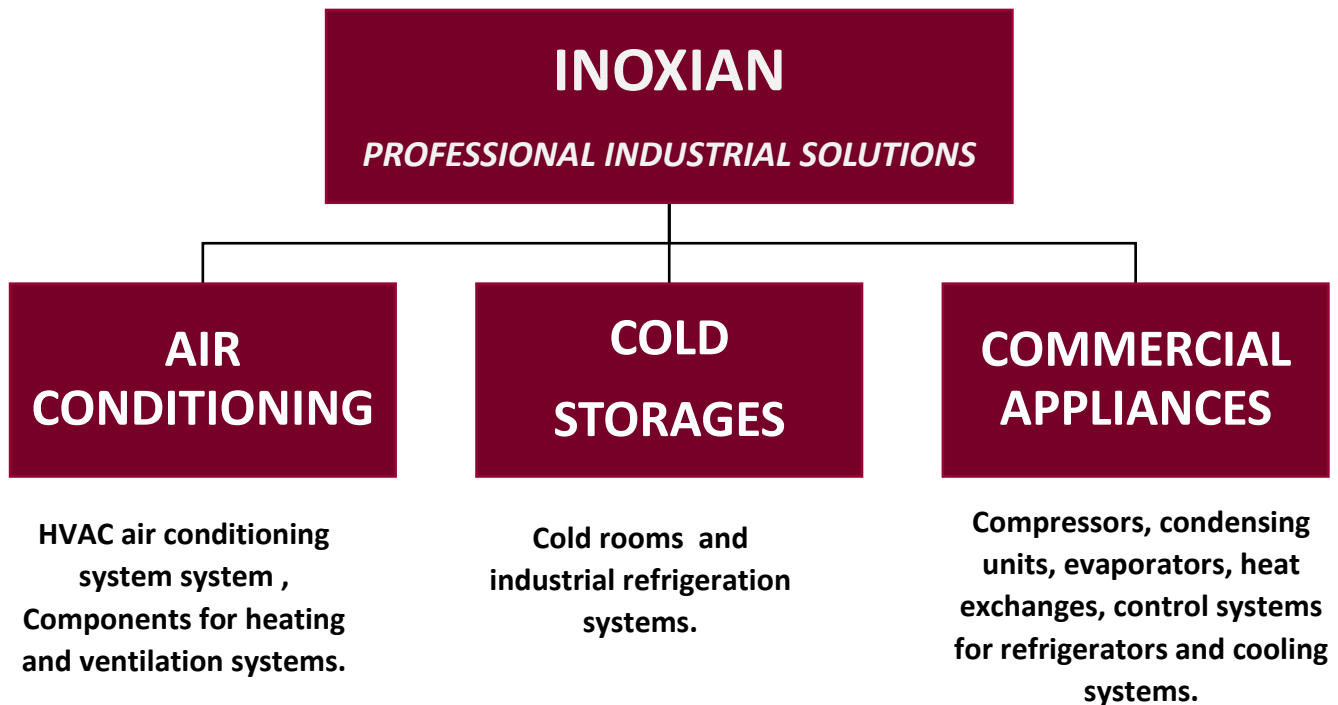 INOXIAN
PROFESSIONAL INDUSTRIAL SOLUTIONS
AIR
CONDITIONING
HVAC air conditioning
system system ,
Components for heating
and ventilation systems.
COLD
STORAGES
Cold rooms  and
industrial refrigeration
systems.
COMMERCIAL
APPLIANCES
Compressors, condensing
units, evaporators, heat
exchanges, control systems
for refrigerators and cooling
systems.